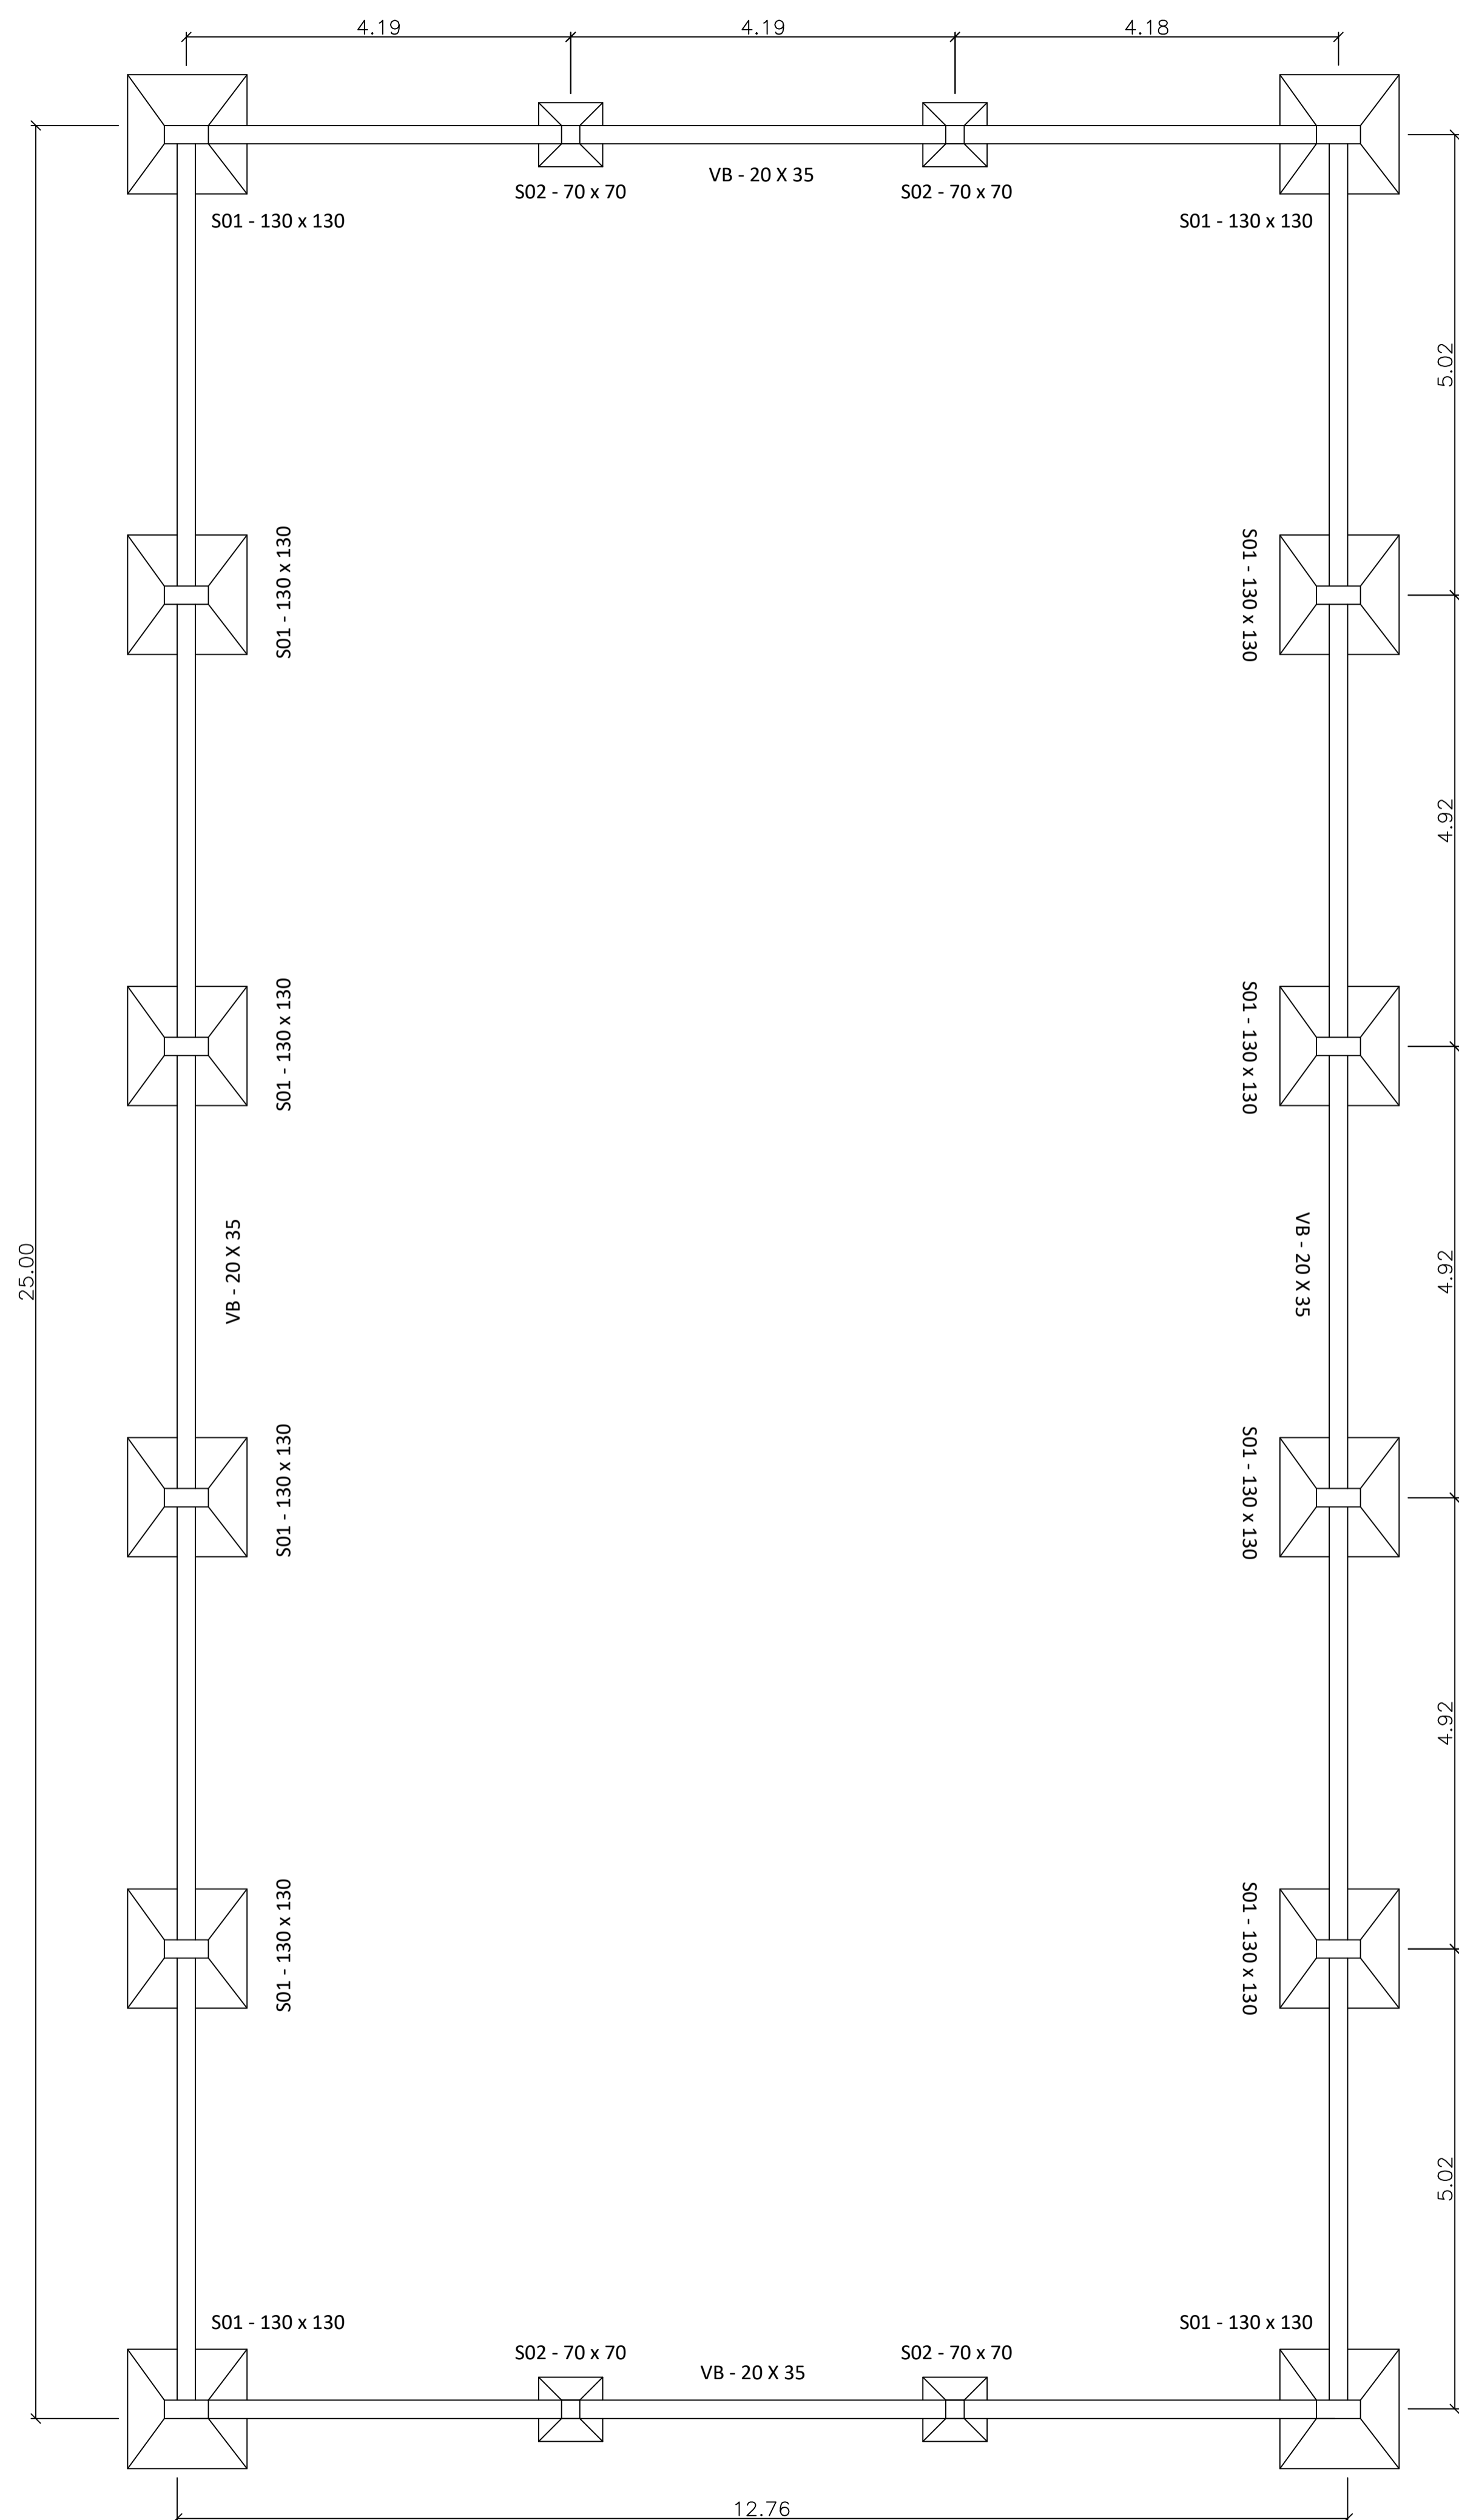 4.19
4.19
4.18
VB - 20 X 35
S02 - 70 x 70
S02 - 70 x 70
S01 - 130 x 130
S01 - 130 x 130
5.02
S01 - 130 x 130
S01 - 130 x 130
4.92
S01 - 130 x 130
S01 - 130 x 130
25.00
VB - 20 X 35
VB - 20 X 35
4.92
S01 - 130 x 130
S01 - 130 x 130
4.92
S01 - 130 x 130
S01 - 130 x 130
5.02
S01 - 130 x 130
S01 - 130 x 130
S02 - 70 x 70
S02 - 70 x 70
VB - 20 X 35
12.76